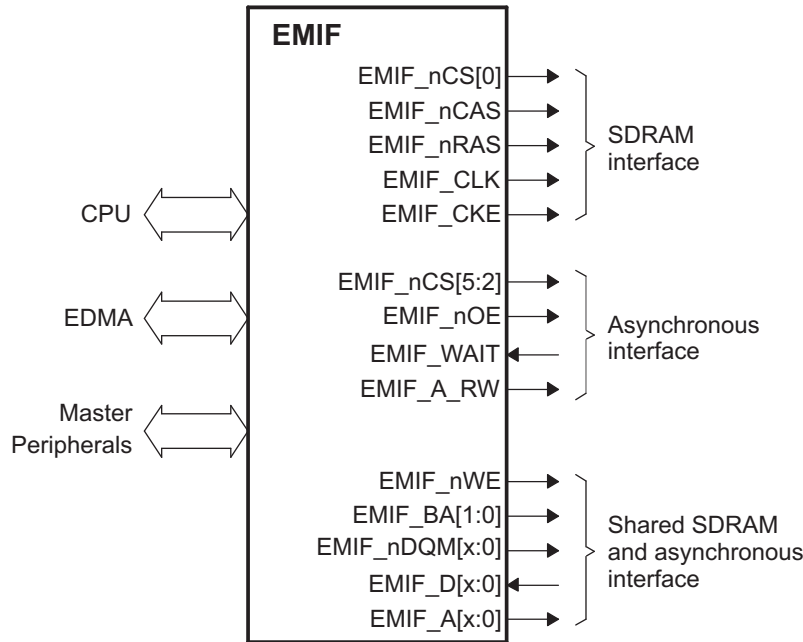 EMIF
EMIF_nCS[0]
EMIF_nCAS
EMIF_nRAS
EMIF_CLK
EMIF_CKE
SDRAM
interface
CPU
EDMA
Master
Peripherals
EMIF_nCS[5:2]
EMIF_nOE
EMIF_WAIT
EMIF_A_RW
Asynchronous
interface
EMIF_nWE
EMIF_BA[1:0]
EMIF_nDQM[x:0]
EMIF_D[x:0]
EMIF_A[x:0]
Shared SDRAM
and asynchronous
interface